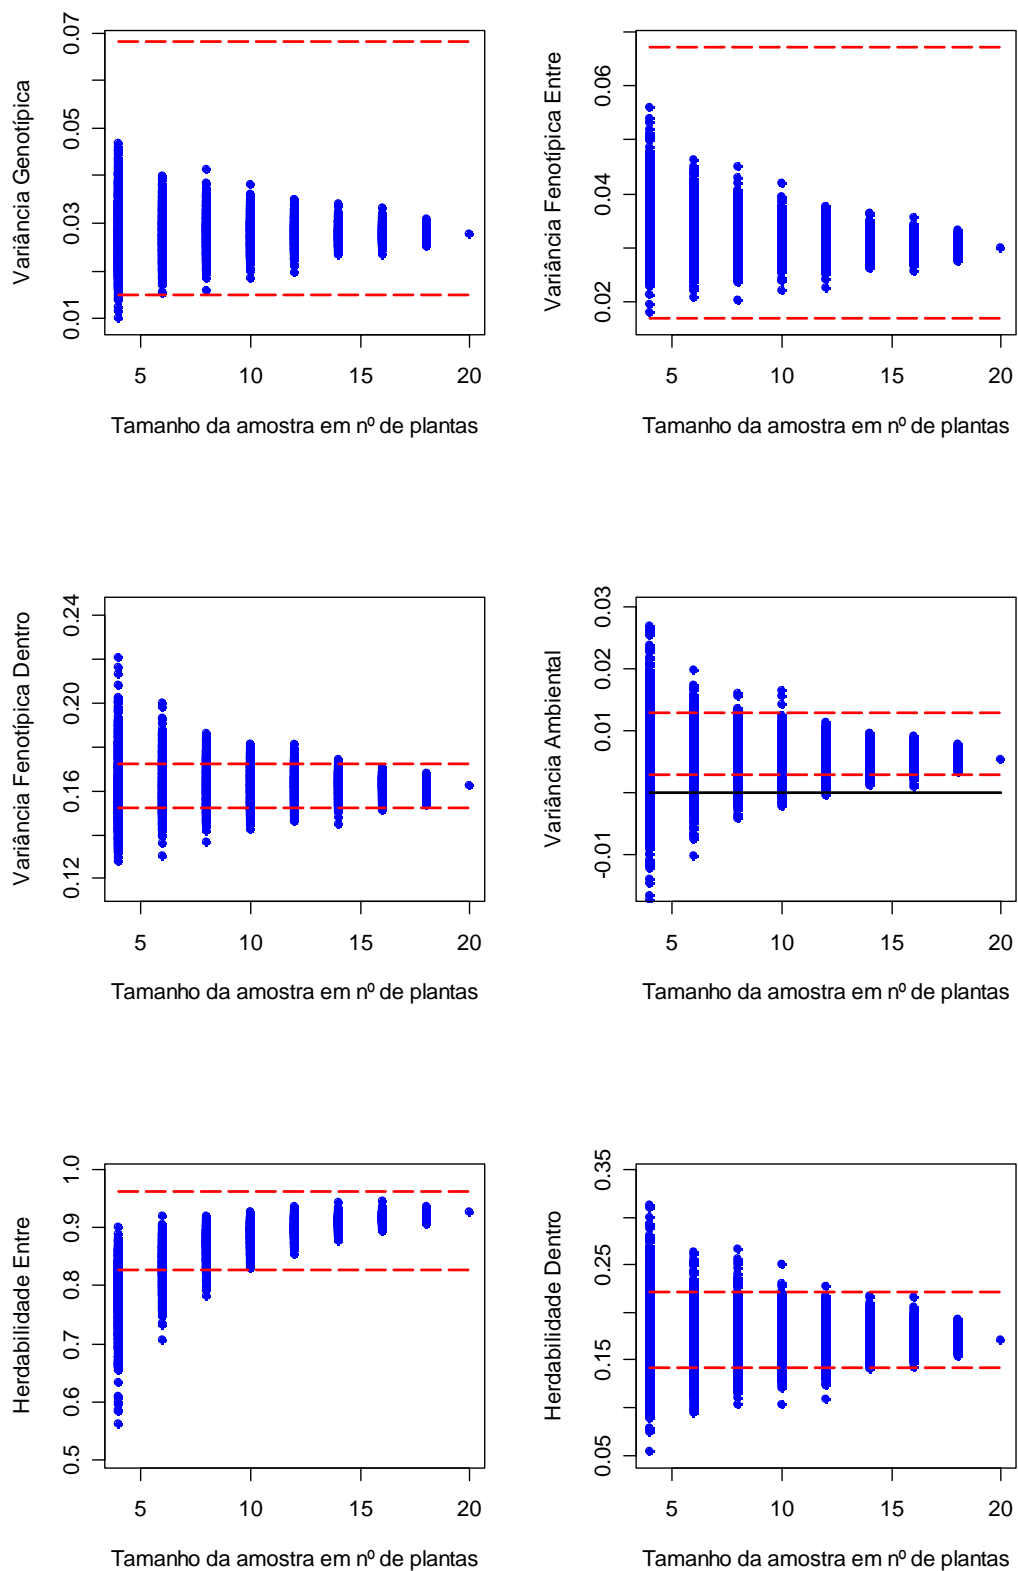 Variância Genotípica
0.07
0.05
0.03
0.01
5 10 15 20
Tamanho da amostra em nº de plantas
Variância Fenotípica Entre
0.06
0.04
0.02
5 10 15 20
Tamanho da amostra em nº de plantas
Variância Fenotípica Dentro
0.24
0.20
0.16
0.12
5 10 15 20
Tamanho da amostra em nº de plantas
Variância Ambiental
0.03
0.02
0.01
-0.01
5 10 15 20
Tamanho da amostra em nº de plantas
Herdabilidade Entre
1.0
0.9
0.8
0.7
0.6
0.5
5 10 15 20
Tamanho da amostra em nº de plantas
Herdabilidade Dentro
0.35
0.25
0.15
0.05
5 10 15 20
Tamanho da amostra em nº de plantas